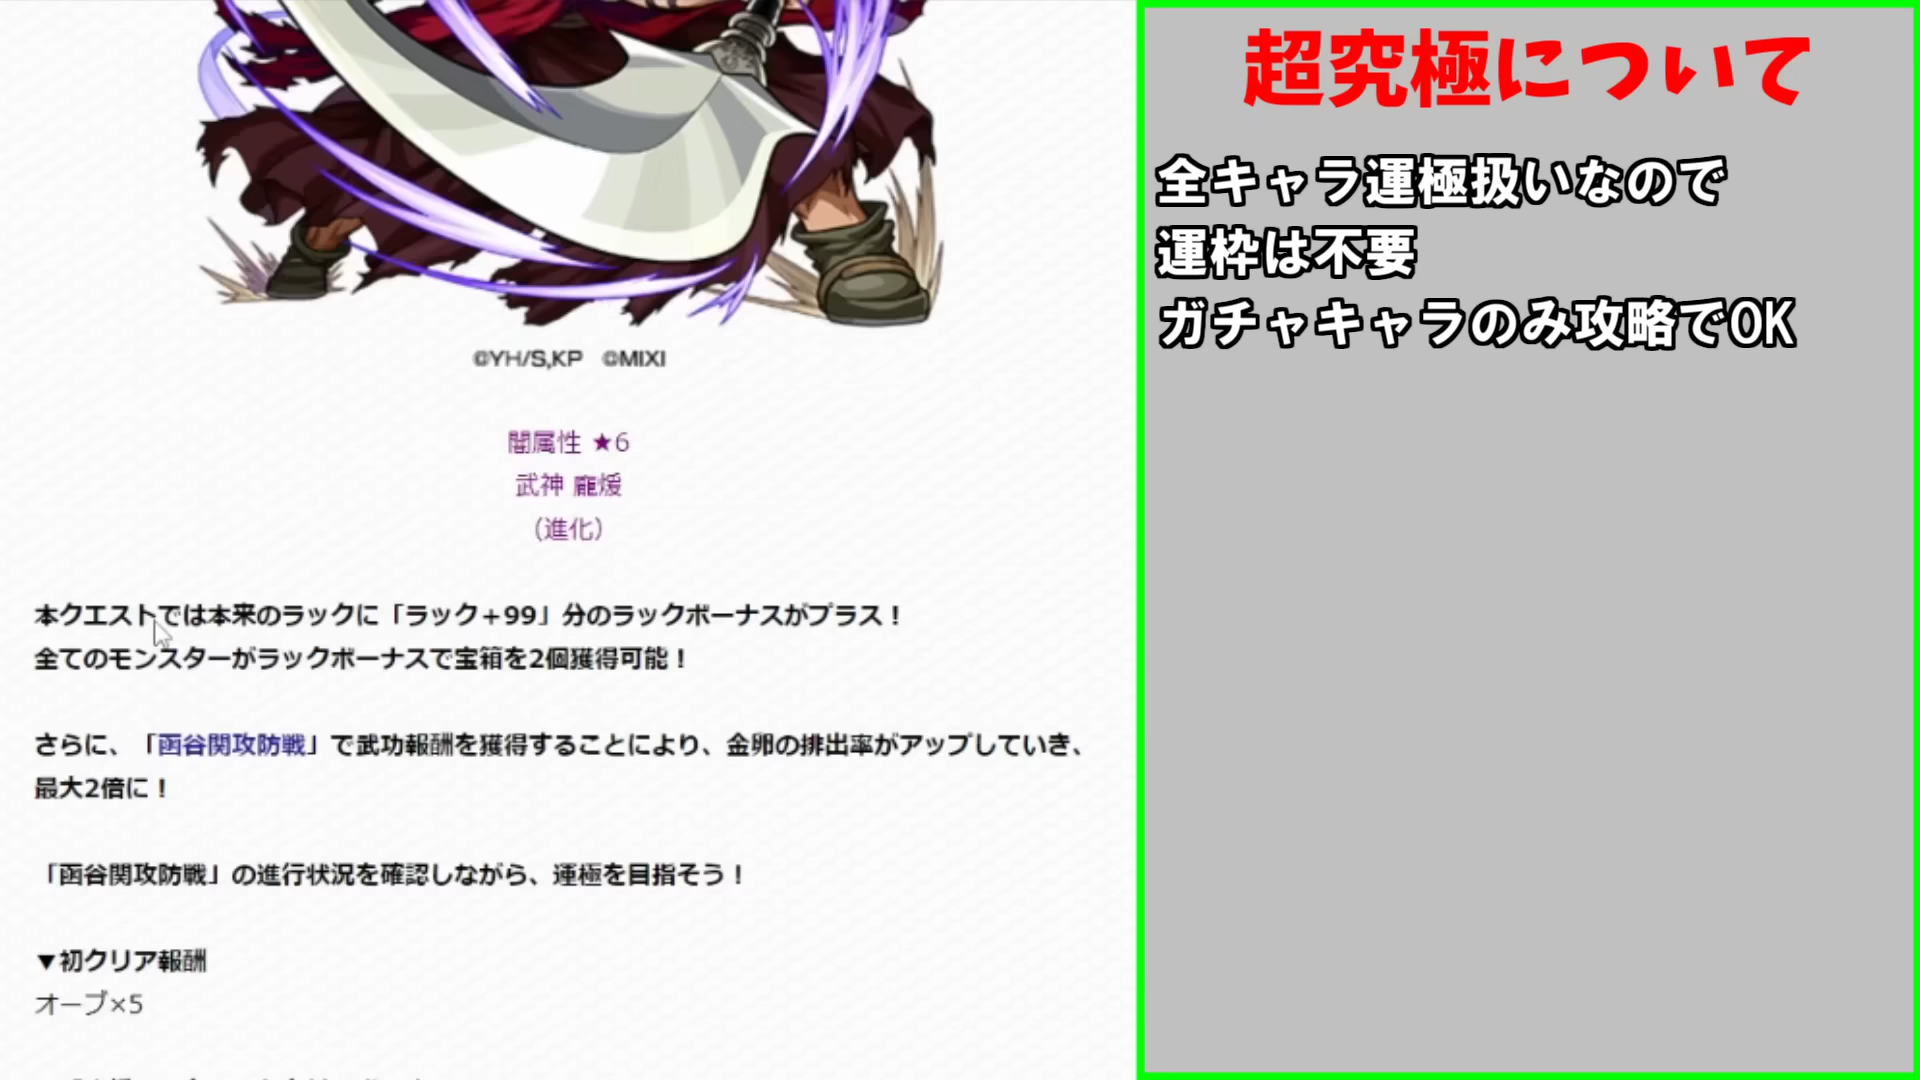 超究極について
全キャラ運極扱いなので
運枠は不要
ガチャキャラのみ攻略でOK
©YH/S,KP ©MIXI
闇属性 ★6
武神 龐煖
（進化）
本クエストでは本来のラックに「ラック＋99」分のラックボーナスがプラス！
全てのモンスターがラックボーナスで宝箱を2個獲得可能！
さらに、「函谷関攻防戦」で武功報酬を獲得することにより、金卵の排出率がアップしていき、
最大2倍に！
「函谷関攻防戦」の進行状況を確認しながら、運極を目指そう！
▼初クリア報酬
オーブ×5